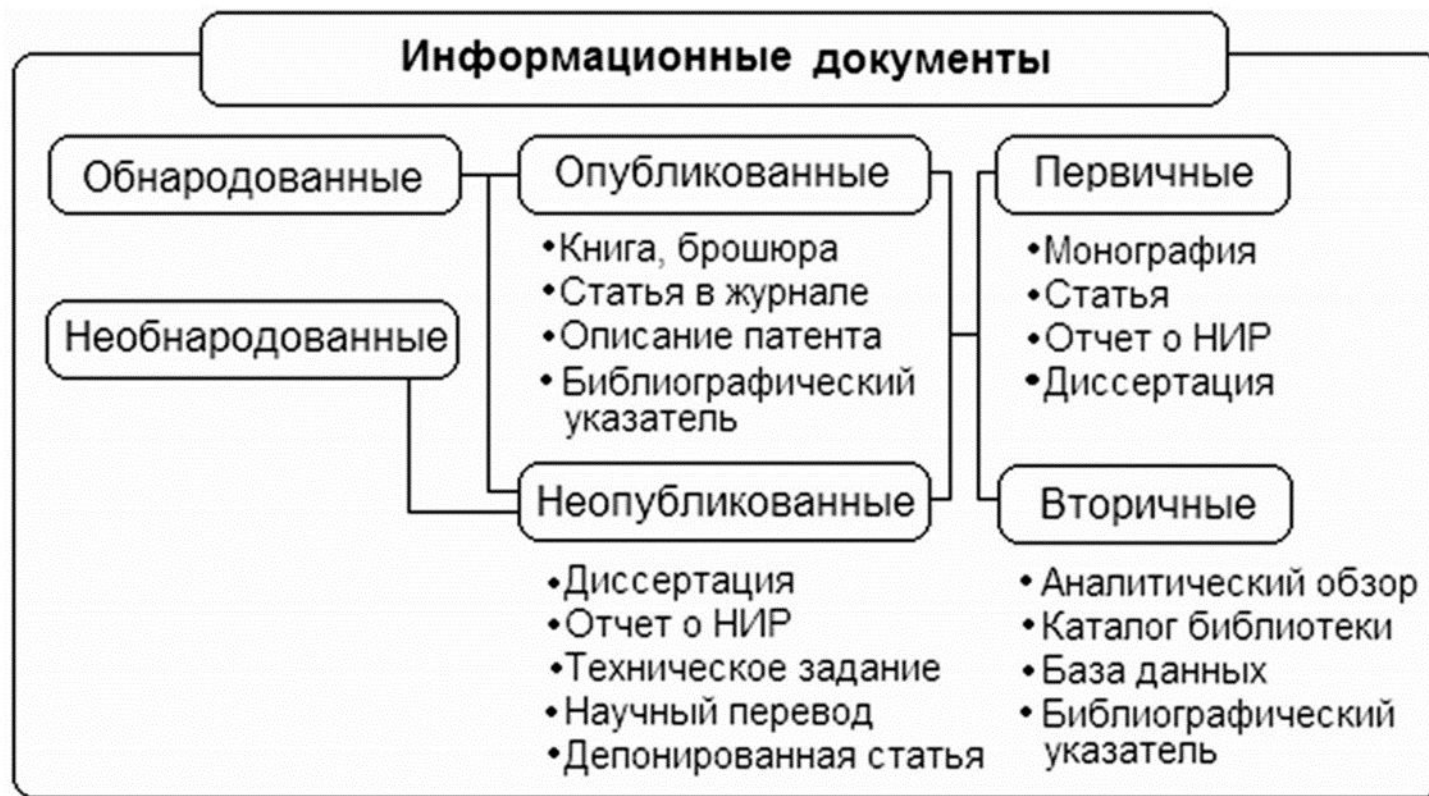 Информационные документы
Обнародованные
Необнародованные
Опубликованные
•Книга, брошюра
•Статья в журнале
•Описание патента
•Библиографический
указатель
Неопубликованные
•Диссертация
•Отчет о НИР
•Техническое задание
•Научный перевод
•Депонированная статья
Первичные
•Монография
•Статья
•Отчет о НИР
•Диссертация
Вторичные
•Аналитический обзор
•Каталог библиотеки
•База данных
•Библиографический
указатель